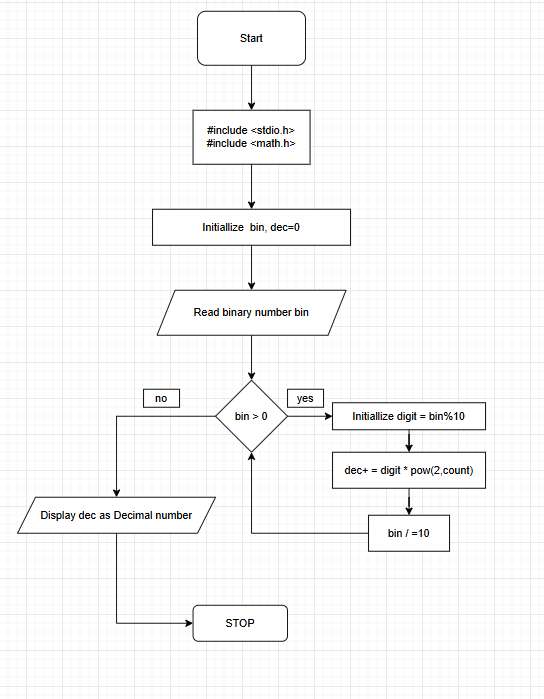 Start
#include <stdio.h>
#include <math.h>
Initiallize  bin, dec=0
Read binary number bin
no
yes
bin > 0
Initiallize digit = bin%10
dec+ = digit * pow(2,count)
Display dec as Decimal number
bin / =10
STOP